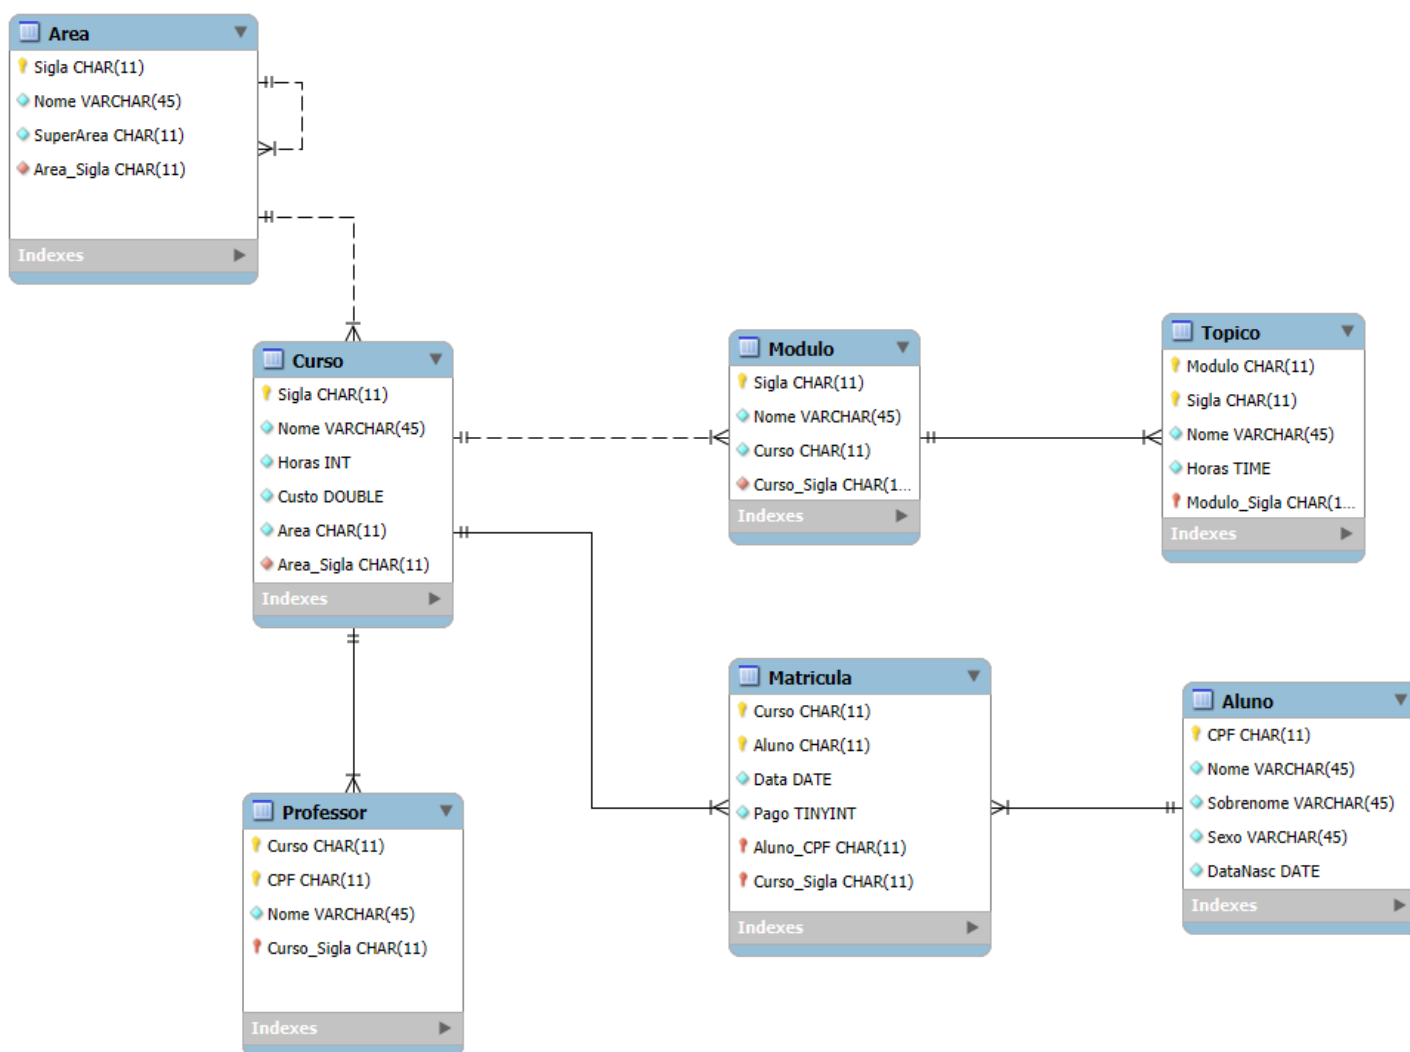 Area
Sigla CHAR(11)
Nome VARCHAR(45)
SuperArea CHAR(11)
Area_Sigla CHAR(11)
Indexes
Curso
Sigla CHAR(11)
Nome VARCHAR(45)
Horas INT
Custo DOUBLE
Area CHAR(11)
Area_Sigla CHAR(11)
Indexes
Modulo
Sigla CHAR(11)
Nome VARCHAR(45)
Curso CHAR(11)
Curso_Sigla CHAR(1...
Indexes
Topico
Modulo CHAR(11)
Sigla CHAR(11)
Nome VARCHAR(45)
Horas TIME
Modulo_Sigla CHAR(1...
Indexes
Professor
Curso CHAR(11)
CPF CHAR(11)
Nome VARCHAR(45)
Curso_Sigla CHAR(11)
Indexes
Matricula
Curso CHAR(11)
Aluno CHAR(11)
Data DATE
Pago TINYINT
Aluno_CPF CHAR(11)
Curso_Sigla CHAR(11)
Indexes
Aluno
CPF CHAR(11)
Nome VARCHAR(45)
Sobrenome VARCHAR(45)
Sexo VARCHAR(45)
DataNasc DATE
Indexes